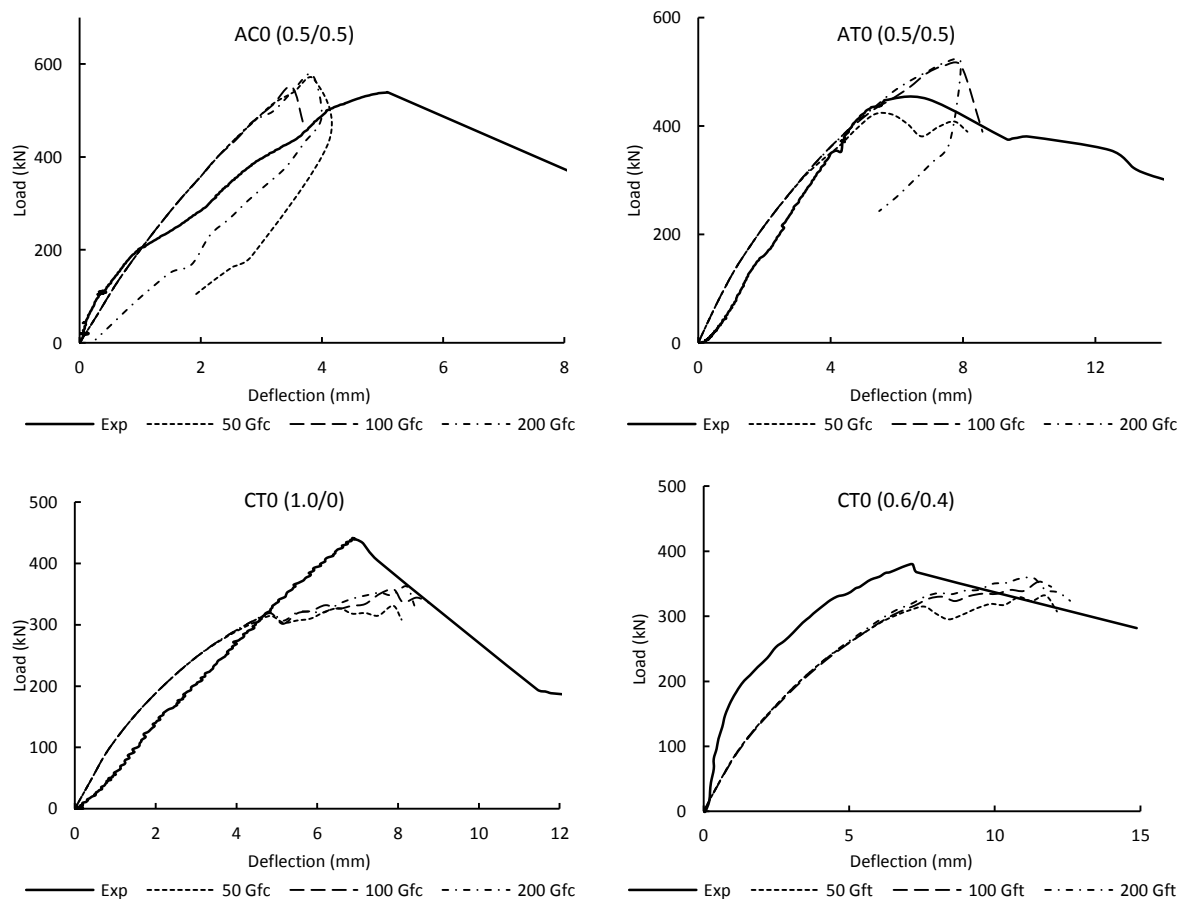 AC0 (0.5/0.5)
Load (kN)
600
400
200
0
0 2 4 6 8
Deflection (mm)
Exp 50 Gfc 100 Gfc 200 Gfc
AT0 (0.5/0.5)
Load (kN)
600
400
200
0
0 4 8 12
Deflection (mm)
Exp 50 Gfc 100 Gfc 200 Gfc
CT0 (1.0/0)
Load (kN)
500
400
300
200
100
0
0 2 4 6 8 10 12
Deflection (mm)
Exp 50 Gfc 100 Gfc 200 Gfc
CT0 (0.6/0.4)
Load (kN)
500
400
300
200
100
0
0 5 10 15
Deflection (mm)
Exp 50 Gft 100 Gft 200 Gft